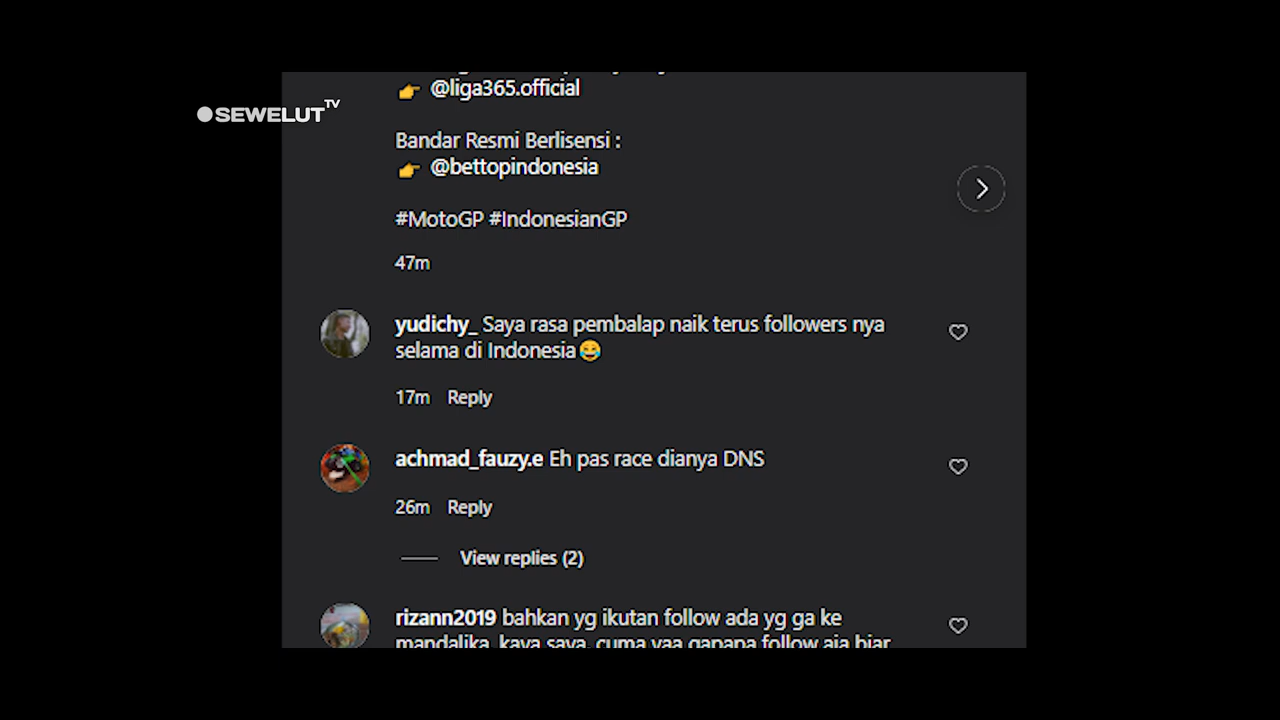 @liga365.official
SEWELUT TV
Bandar Resmi Berlisensi :
@bettopindonesia
#MotoGP #IndonesianGP
47m
yudichy_ Saya rasa pembalap naik terus followers nya
selama di Indonesia😂
17m Reply
achmad_fauzy.e Eh pas race dianya DNS
26m Reply
View replies (2)
rizann2019 bahkan yg ikutan follow ada yg ga ke
mandalika, kaya saya, cuma yaa gapapa follow aja biar